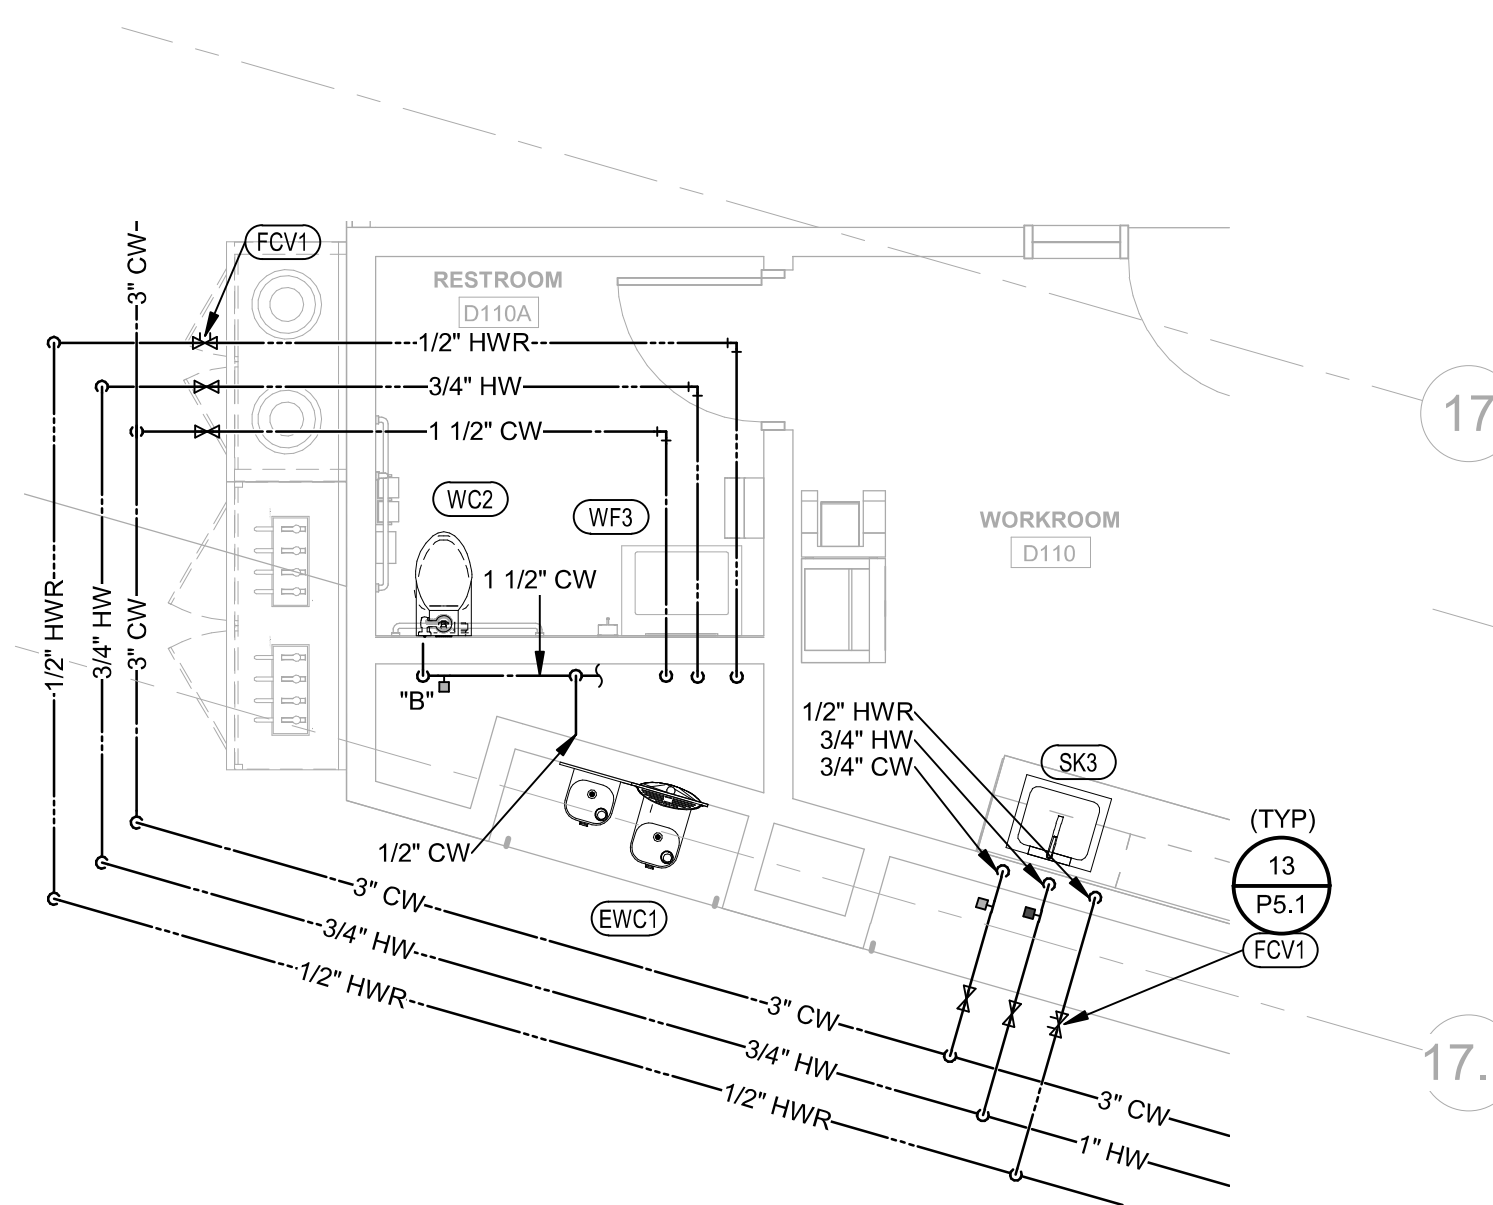 3" CW
FCV1
RESTROOM
D110A
1/2" HWR
3/4" HW
17
1 1/2" CW
WC2
WF3
WORKROOM
D110
1 1/2" CW
1/2" HWR
3/4" HW
3" CW
"B"
1/2" HWR
3/4" HW
3/4" CW
SK3
(TYP)
13
P5.1
1/2" CW
3" CW
EWC1
FCV1
3/4" HW
1/2" HWR
3" CW
3/4" HW
17.
1/2" HWR
3" CW
1" HW